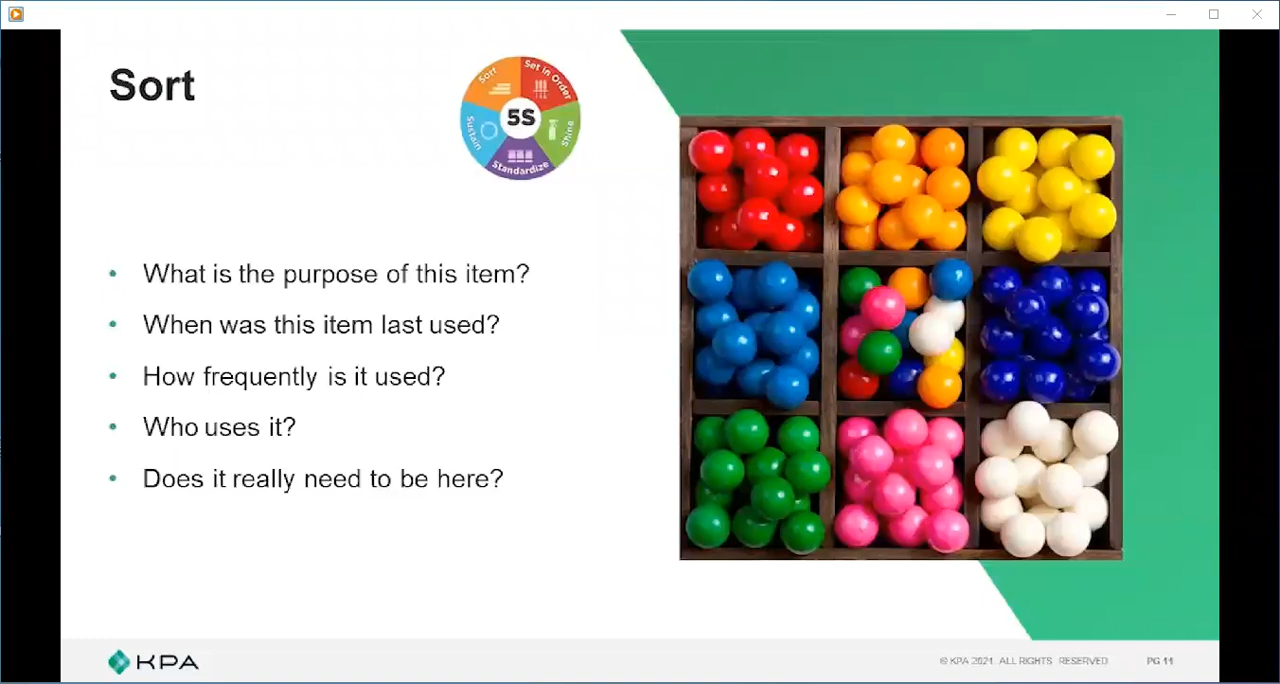 Sort
Sort
Set In Order
5S
Sustain
Shine
Standardize
• What is the purpose of this item?
• When was this item last used?
• How frequently is it used?
• Who uses it?
• Does it really need to be here?
KPA
© KPA 2021. ALL RIGHTS RESERVED
PG 11